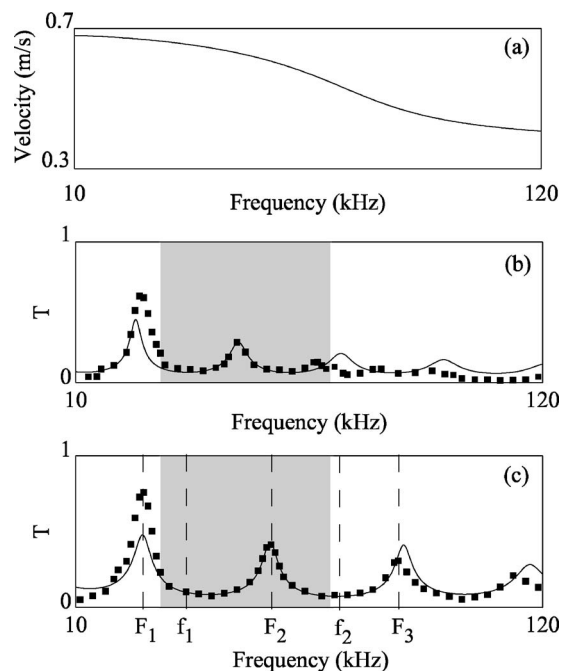 0.7
(a)
Velocity (m/s)
0.3
10
120
Frequency (kHz)
1
(b)
T
0
10
120
Frequency (kHz)
1
(c)
T
0
10
F1
f1
F2
f2
F3
120
Frequency (kHz)